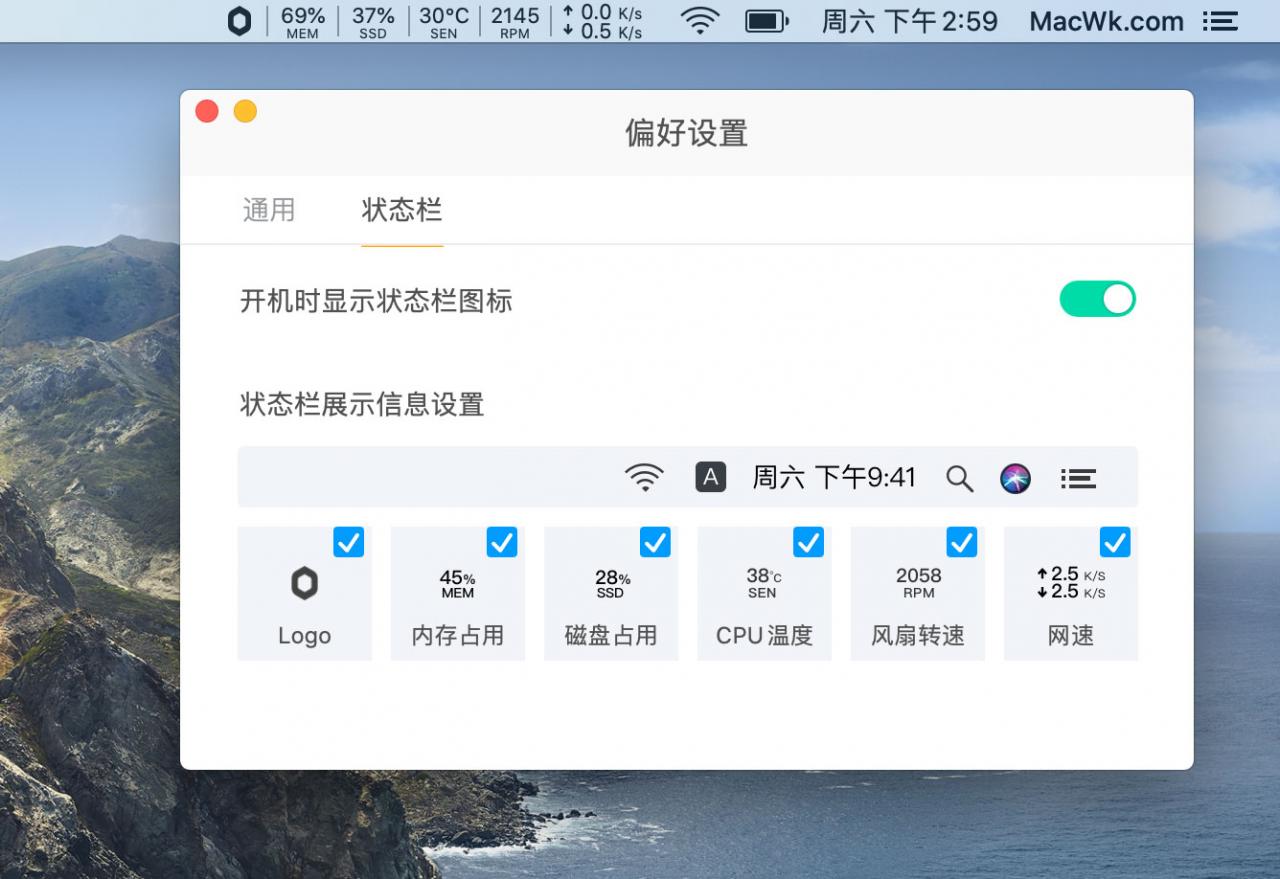 69% 37% 30°C 2145 ↑ 0.0 K/s 周六 下午2:59 MacWk.com
MEM SSD SEN RPM ↓ 0.5 K/s
偏好设置
通用 状态栏
开机时显示状态栏图标
状态栏展示信息设置
A 周六 下午9:41
45% 28% 38°C 2058 ↑2.5 K/S
MEM SSD SEN RPM ↓2.5 K/S
Logo 内存占用 磁盘占用 CPU温度 风扇转速 网速